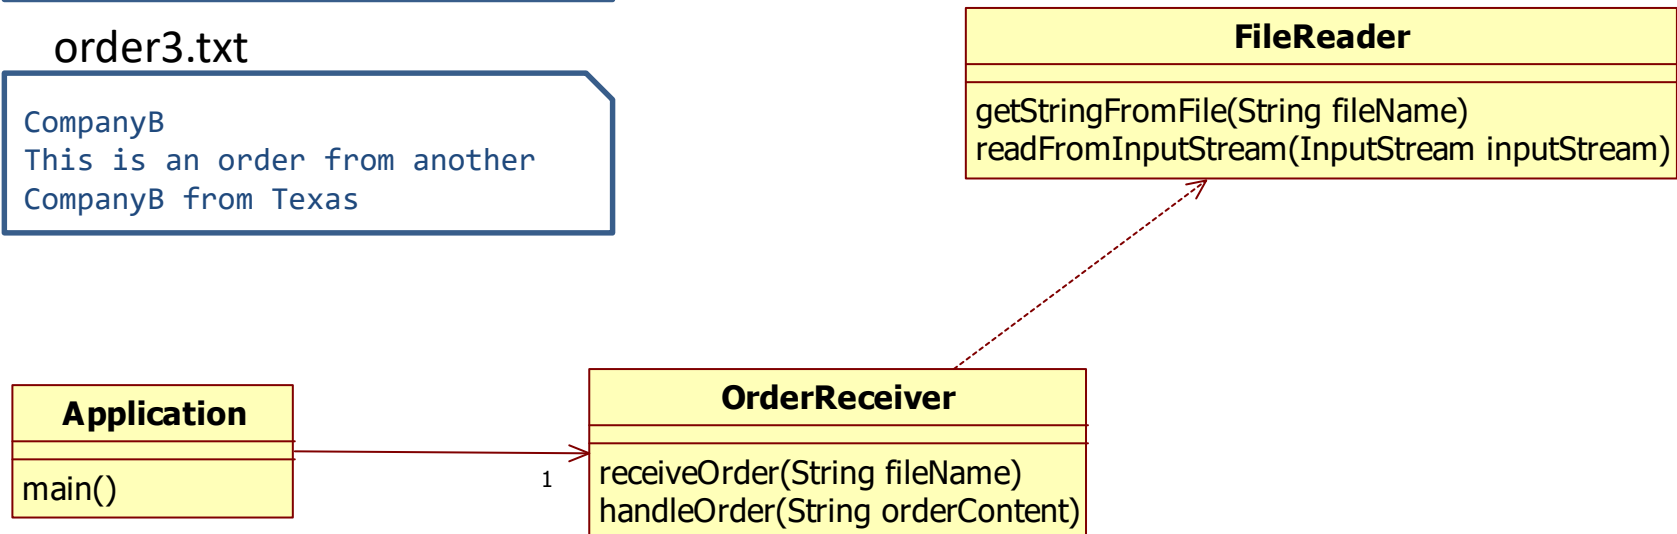 order3.txt
CompanyB
This is an order from another
CompanyB from Texas
FileReader
getStringFromFile(String fileName)
readFromInputStream(InputStream inputStream)
Application
main()
1
OrderReceiver
receiveOrder(String fileName)
handleOrder(String orderContent)